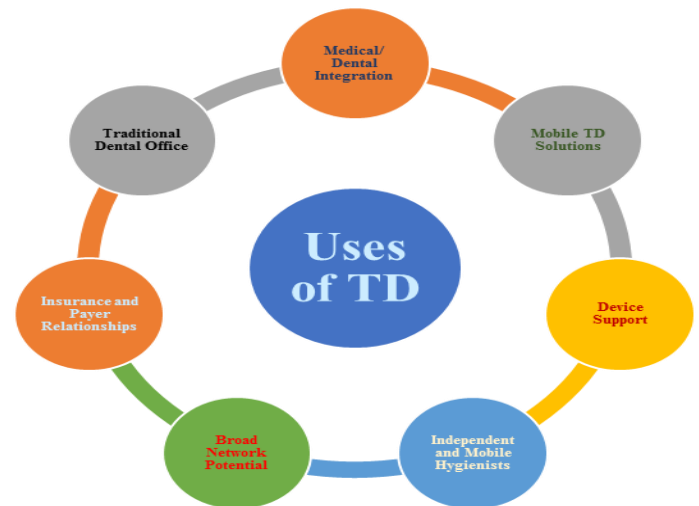 Medical/
Dental
Integration
Mobile TD
Solutions
Device
Support
Independent
and Mobile
Hygienists
Broad
Network
Potential
Insurance and
Payer
Relationships
Traditional
Dental Office
Uses
of TD